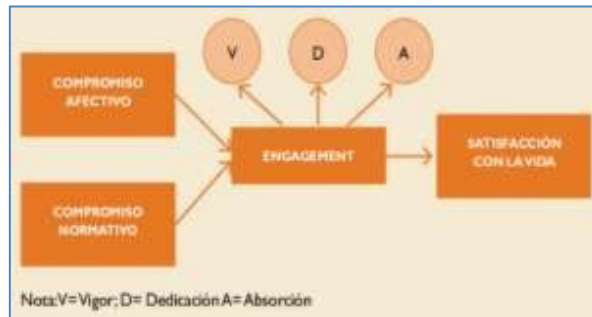 V
D
A
COMPROMISO
AFECTIVO
ENGAGEMENT
SATISFACCIÓN
CON LA VIDA
COMPROMISO
NORMATIVO
Nota:V= Vigor; D= Dedicación A= Absorción